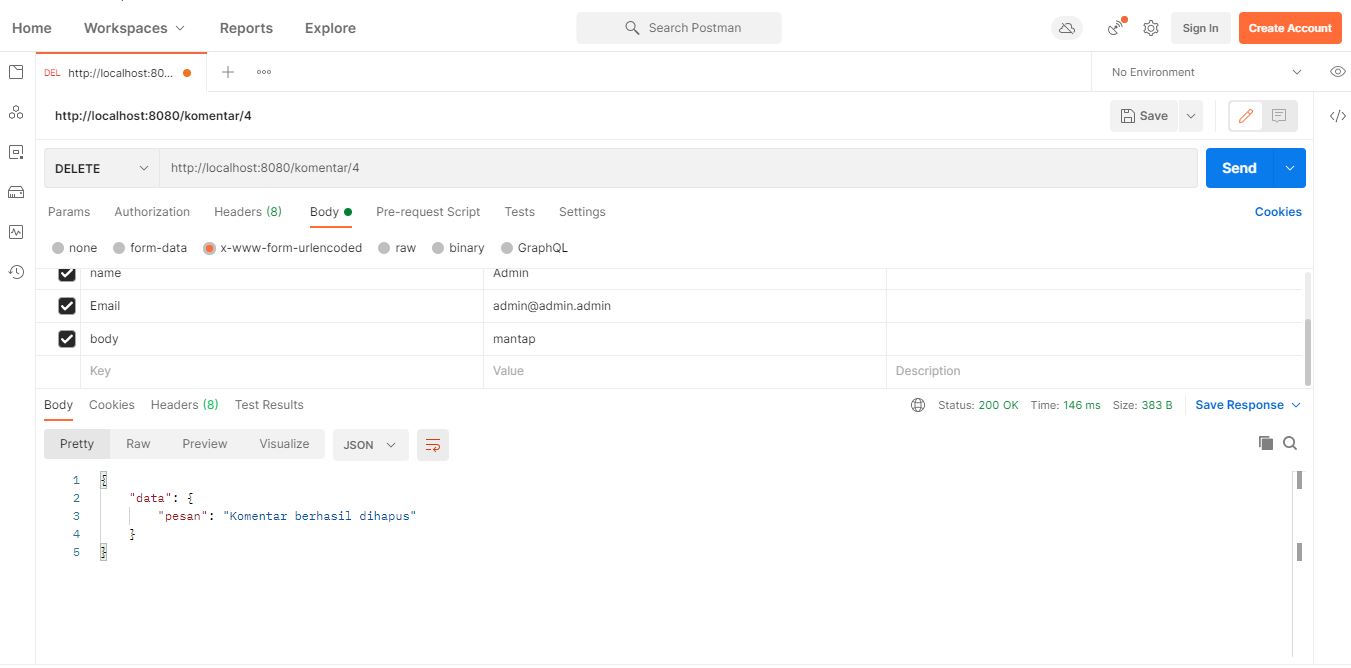 Home Workspaces Reports Explore Search Postman Sign In Create Account
DEL http://localhost:80... No Environment
http://localhost:8080/komentar/4 Save
DELETE http://localhost:8080/komentar/4 Send
Params Authorization Headers (8) Body Pre-request Script Tests Settings Cookies
none form-data x-www-form-urlencoded raw binary GraphQL
name Admin
Email admin@admin.admin
body mantap
Key Value Description
Body Cookies Headers (8) Test Results Status: 200 OK Time: 146 ms Size: 383 B Save Response
Pretty Raw Preview Visualize JSON
1 {
2 "data": {
3 "pesan": "Komentar berhasil dihapus"
4 }
5 }